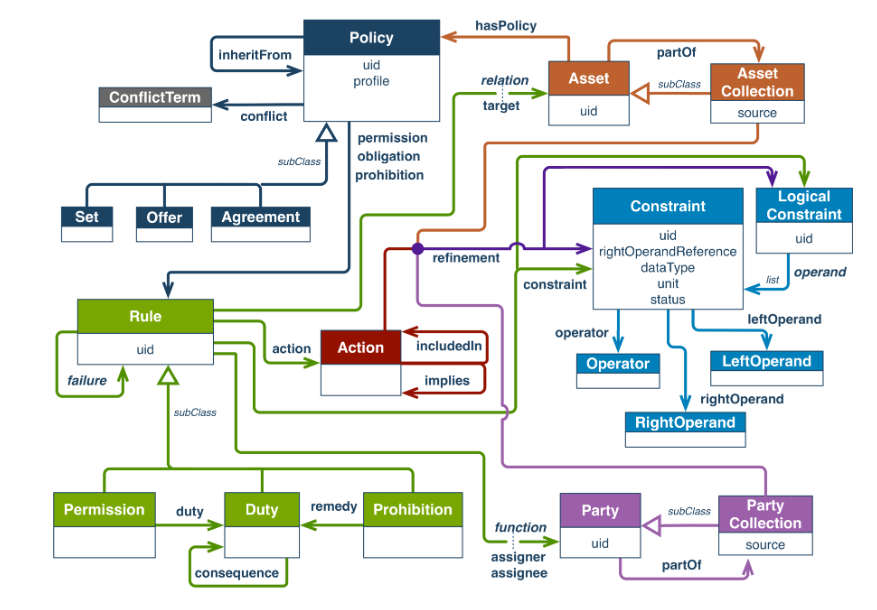 hasPolicy
Policy
inheritFrom
uid
profile
partOf
relation
target
Asset
uid
subClass
Asset
Collection
source
ConflictTerm
conflict
permission
obligation
prohibition
subClass
Set
Offer
Agreement
Constraint
uid
rightOperandReference
dataType
unit
status
Logical
Constraint
uid
refinement
constraint
list
operand
Rule
uid
failure
action
Action
includedIn
implies
operator
leftOperand
Operator
LeftOperand
rightOperand
RightOperand
subClass
Permission
duty
Duty
remedy
Prohibition
consequence
function
assigner
assignee
Party
uid
subClass
Party
Collection
source
partOf